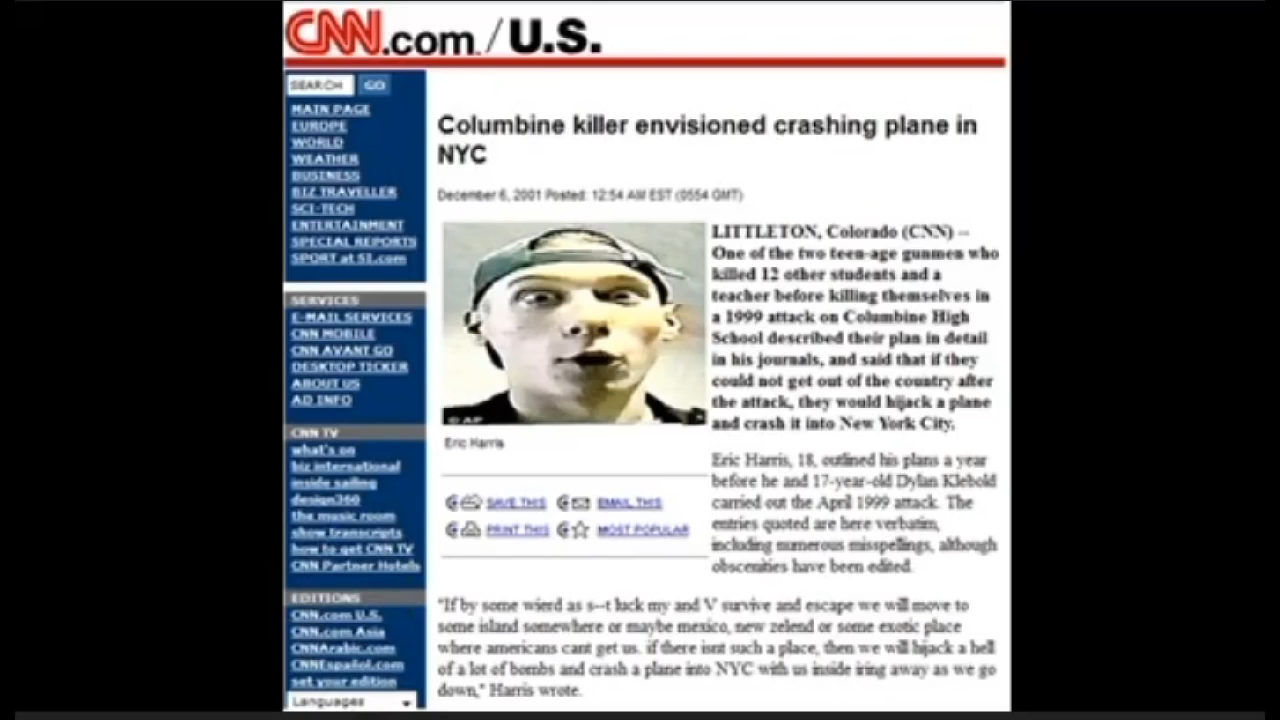 CNN.com / U.S.
SEARCH GO
MAIN PAGE
EUROPE
WORLD
WEATHER
BUSINESS
BIZ TRAVELLER
SCI-TECH
ENTERTAINMENT
SPECIAL REPORTS
SPORT at SI.com
SERVICES
E-MAIL SERVICES
CNN MOBILE
CNN AVANT GO
DESKTOP TICKER
ABOUT US
AD INFO
CNN TV
what's on
biz international
inside sailing
design360
the music room
show transcripts
how to get CNN TV
CNN Partner Hotels
EDITIONS
CNN.com U.S.
CNN.com Asia
CNNArabic.com
CNNEspañol.com
set your edition
Languages
Columbine killer envisioned crashing plane in
NYC
December 6, 2001 Posted: 12:54 AM EST (0554 GMT)
© AP
Eric Harris
SAVE THIS EMAIL THIS
PRINT THIS MOST POPULAR
LITTLETON, Colorado (CNN) --
One of the two teen-age gunmen who
killed 12 other students and a
teacher before killing themselves in
a 1999 attack on Columbine High
School described their plan in detail
in his journals, and said that if they
could not get out of the country after
the attack, they would hijack a plane
and crash it into New York City.
Eric Harris, 18, outlined his plans a year
before he and 17-year-old Dylan Klebold
carried out the April 1999 attack. The
entries quoted are here verbatim,
including numerous misspellings, although
obscenities have been edited.
"If by some wierd as s--t luck my and V survive and escape we will move to
some island somewhere or maybe mexico, new zelend or some exotic place
where americans cant get us. if there isnt such a place, then we will hijack a hell
of a lot of bombs and crash a plane into NYC with us inside iring away as we go
down," Harris wrote.